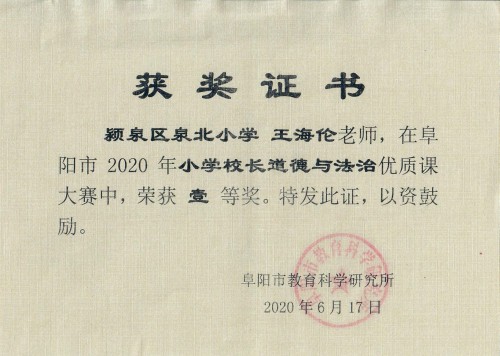 获奖证书
颍泉区泉北小学 王海伦老师，在阜
阳市 2020 年小学校长道德与法治优质课
大赛中，荣获 壹 等奖。特发此证，以资鼓
励。
阜阳市教育科学研究所
2020 年 6 月 17 日